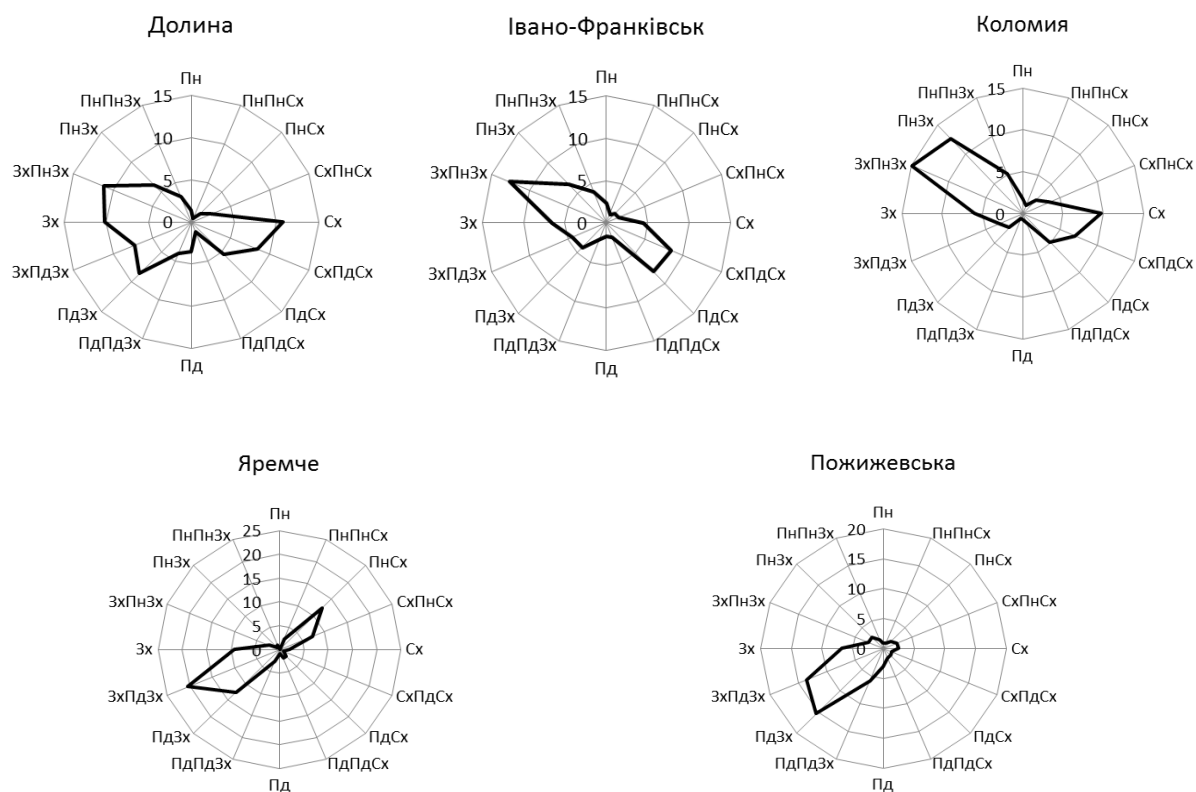 Долина
Пн
ПнПнСх
ПнСх
СхПнСх
Сх
СхПдСх
ПдСх
ПдПдСх
Пд
ПдПдЗх
ПдЗх
ЗхПдЗх
Зх
ЗхПнЗх
ПнЗх
ПнПнЗх
15
10
5
0
Івано-Франківськ
Пн
ПнПнСх
ПнСх
СхПнСх
Сх
СхПдСх
ПдСх
ПдПдСх
Пд
ПдПдЗх
ПдЗх
ЗхПдЗх
Зх
ЗхПнЗх
ПнЗх
ПнПнЗх
15
10
5
0
Коломия
Пн
ПнПнСх
ПнСх
СхПнСх
Сх
СхПдСх
ПдСх
ПдПдСх
Пд
ПдПдЗх
ПдЗх
ЗхПдЗх
Зх
ЗхПнЗх
ПнЗх
ПнПнЗх
15
10
5
0
Яремче
Пн
ПнПнСх
ПнСх
СхПнСх
Сх
СхПдСх
ПдСх
ПдПдСх
Пд
ПдПдЗх
ПдЗх
ЗхПдЗх
Зх
ЗхПнЗх
ПнЗх
ПнПнЗх
25
20
15
10
5
0
Пожижевська
Пн
ПнПнСх
ПнСх
СхПнСх
Сх
СхПдСх
ПдСх
ПдПдСх
Пд
ПдПдЗх
ПдЗх
ЗхПдЗх
Зх
ЗхПнЗх
ПнЗх
ПнПнЗх
20
15
10
5
0